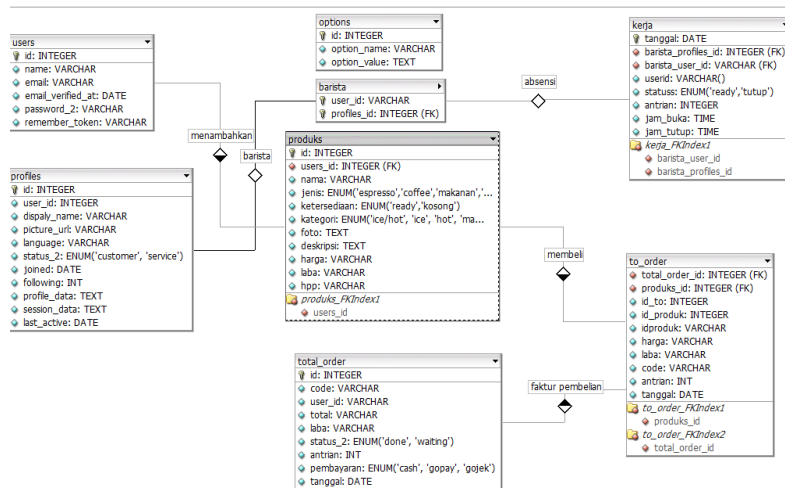 users
id: INTEGER
name: VARCHAR
email: VARCHAR
email_verified_at: DATE
password_2: VARCHAR
remember_token: VARCHAR
options
id: INTEGER
option_name: VARCHAR
option_value: TEXT
barista
user_id: VARCHAR
profiles_id: INTEGER (FK)
absensi
kerja
tanggal: DATE
barista_profiles_id: INTEGER (FK)
barista_user_id: VARCHAR (FK)
userid: VARCHAR()
statuss: ENUM('ready','tutup')
antrian: INTEGER
jam_buka: TIME
jam_tutup: TIME
kerja_FKIndex1
barista_user_id
barista_profiles_id
menambahkan
barista
profiles
id: INTEGER
user_id: INTEGER
dispaly_name: VARCHAR
picture_url: VARCHAR
language: VARCHAR
status_2: ENUM('customer', 'service')
joined: DATE
following: INT
profile_data: TEXT
session_data: TEXT
last_active: DATE
produks
id: INTEGER
users_id: INTEGER (FK)
nama: VARCHAR
jenis: ENUM('espresso','coffee','makanan','...
ketersediaan: ENUM('ready','kosong')
kategori: ENUM('ice/hot', 'ice', 'hot', 'ma...
foto: TEXT
deskripsi: TEXT
harga: VARCHAR
laba: VARCHAR
hpp: VARCHAR
produks_FKIndex1
users_id
membeli
to_order
total_order_id: INTEGER (FK)
produks_id: INTEGER (FK)
id_to: INTEGER
id_produk: INTEGER
idproduk: VARCHAR
harga: VARCHAR
laba: VARCHAR
code: VARCHAR
antrian: INT
tanggal: DATE
to_order_FKIndex1
produks_id
to_order_FKIndex2
total_order_id
faktur pembelian
total_order
id: INTEGER
code: VARCHAR
user_id: VARCHAR
total: VARCHAR
laba: VARCHAR
status_2: ENUM('done', 'waiting')
antrian: INT
pembayaran: ENUM('cash', 'gopay', 'gojek')
tanggal: DATE